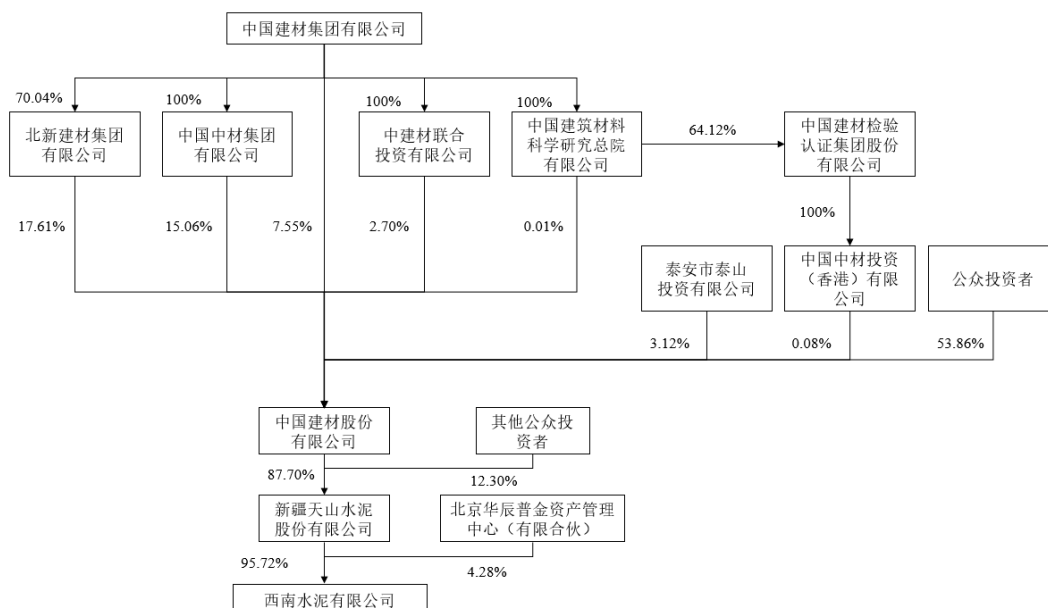 中国建材集团有限公司
70.04%
100%
100%
100%
北新建材集团
有限公司
中国中材集团
有限公司
中建材联合
投资有限公司
中国建筑材料
科学研究总院
有限公司
64.12%
中国建材检验
认证集团股份
有限公司
17.61%
15.06%
7.55%
2.70%
0.01%
100%
泰安市泰山
投资有限公司
中国中材投资
（香港）有限
公司
公众投资者
3.12%
0.08%
53.86%
中国建材股份
有限公司
其他公众投
资者
87.70%
12.30%
新疆天山水泥
股份有限公司
北京华辰普金资产管理
中心（有限合伙）
95.72%
4.28%
西南水泥有限公司